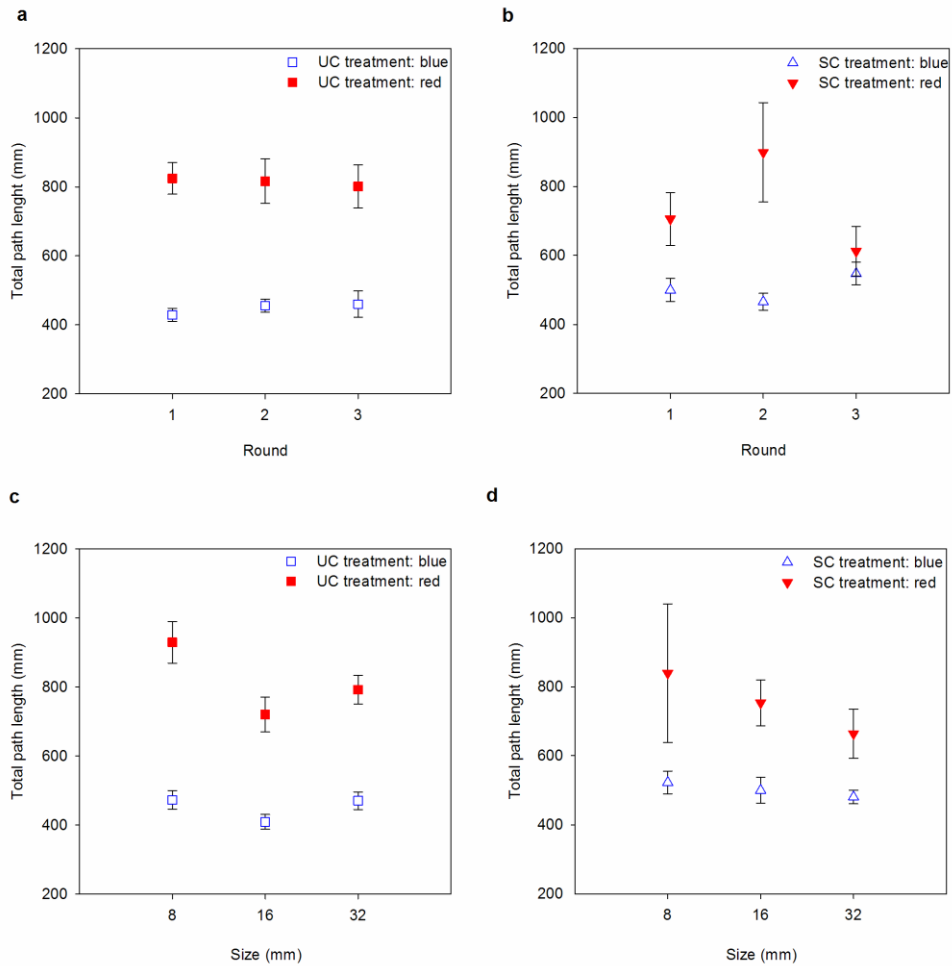 a
1200
1000
800
600
400
200
Total path lenght (mm)
UC treatment: blue
UC treatment: red
1 2 3
Round
b
1200
1000
800
600
400
200
Total path lenght (mm)
SC treatment: blue
SC treatment: red
1 2 3
Round
c
1200
1000
800
600
400
200
Total path length (mm)
UC treatment: blue
UC treatment: red
8 16 32
Size (mm)
d
1200
1000
800
600
400
200
Total path lenght (mm)
SC treatment: blue
SC treatment: red
8 16 32
Size (mm)